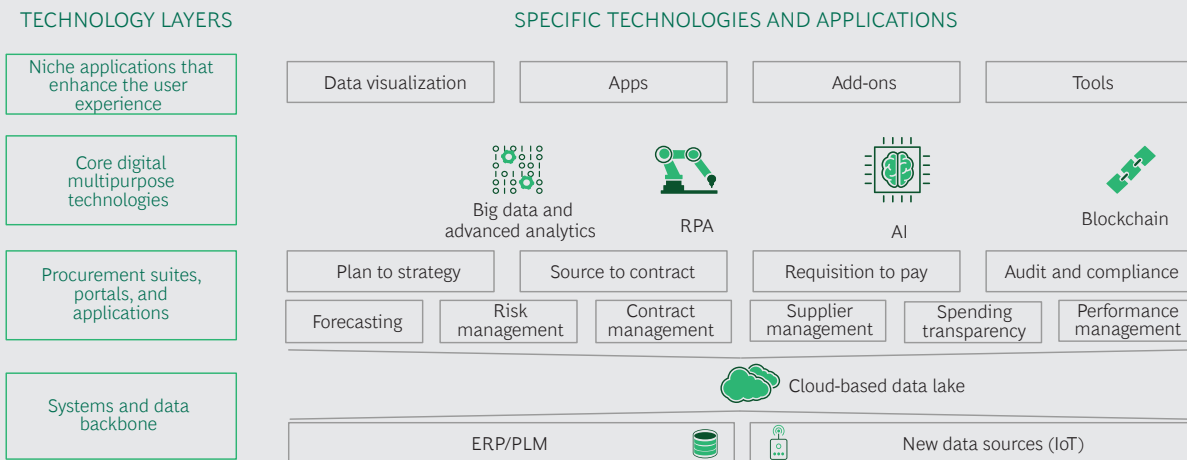 TECHNOLOGY LAYERS
SPECIFIC TECHNOLOGIES AND APPLICATIONS
Niche applications that
enhance the user
experience
Data visualization
Apps
Add-ons
Tools
Core digital
multipurpose
technologies
Big data and
advanced analytics
RPA
AI
Blockchain
Procurement suites,
portals, and
applications
Plan to strategy
Source to contract
Requisition to pay
Audit and compliance
Forecasting
Risk
management
Contract
management
Supplier
management
Spending
transparency
Performance
management
Systems and data
backbone
Cloud-based data lake
ERP/PLM
New data sources (IoT)